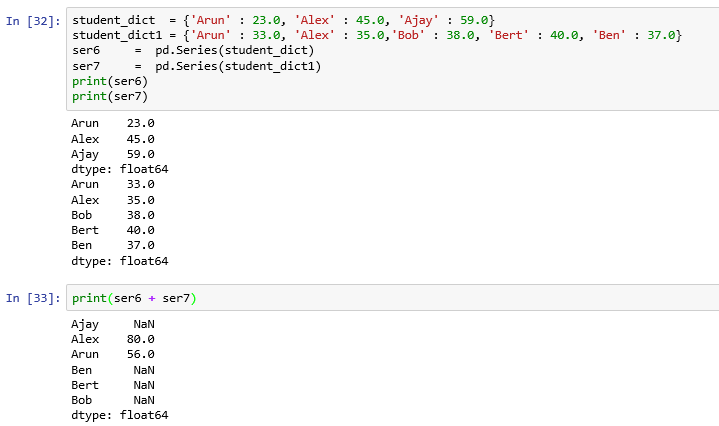 In [32]: student_dict  = {'Arun' : 23.0, 'Alex' : 45.0, 'Ajay' : 59.0}
student_dict1 = {'Arun' : 33.0, 'Alex' : 35.0,'Bob' : 38.0, 'Bert' : 40.0, 'Ben' : 37.0}
ser6     =  pd.Series(student_dict)
ser7     =  pd.Series(student_dict1)
print(ser6)
print(ser7)
Arun    23.0
Alex    45.0
Ajay    59.0
dtype: float64
Arun    33.0
Alex    35.0
Bob     38.0
Bert    40.0
Ben     37.0
dtype: float64
In [33]: print(ser6 + ser7)
Ajay     NaN
Alex    80.0
Arun    56.0
Ben      NaN
Bert     NaN
Bob      NaN
dtype: float64